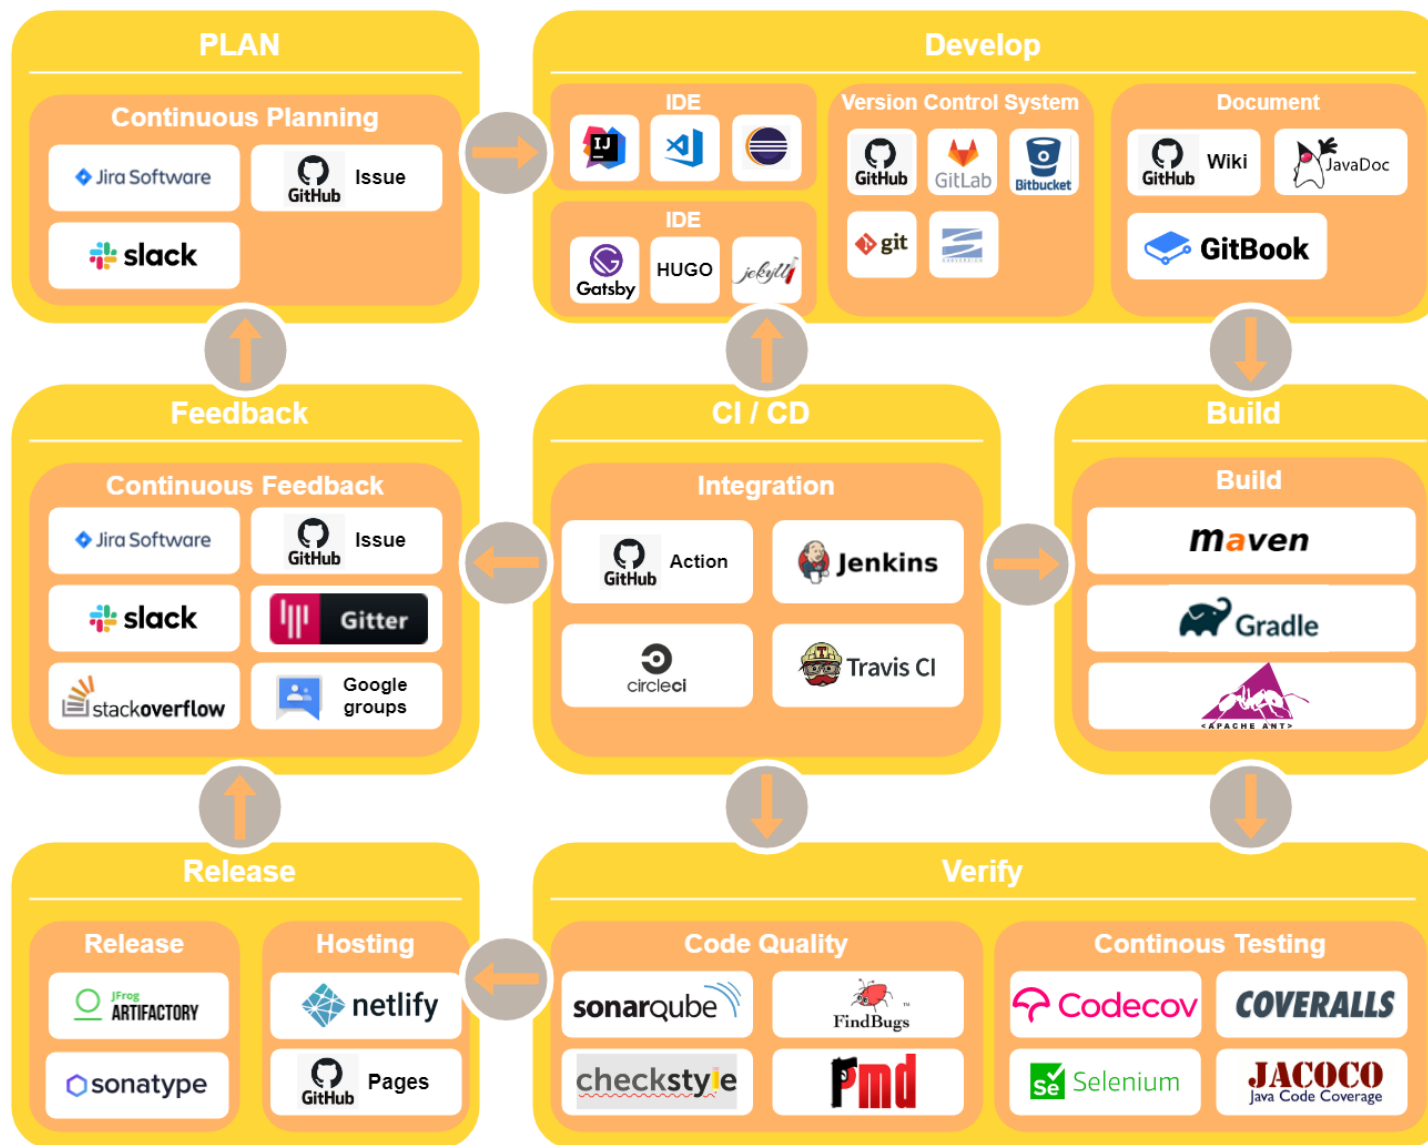 PLAN
Continuous Planning
Jira Software
GitHub
Issue
slack
Develop
IDE
IJ
IDE
Gatsby
HUGO
jekyll
Version Control System
GitHub
GitLab
Bitbucket
git
SUBVERSION
Document
GitHub
Wiki
JavaDoc
GitBook
Feedback
Continuous Feedback
Jira Software
GitHub
Issue
slack
Gitter
stackoverflow
Google
groups
CI / CD
Integration
GitHub
Action
Jenkins
circleci
T
Travis CI
Build
Build
maven
Gradle
<APACHE ANT>
Release
Release
JFrog
ARTIFACTORY
sonatype
Hosting
netlify
GitHub
Pages
Verify
Code Quality
sonarqube
FindBugs
TM
checkstyle
Pmd
Continous Testing
Codecov
COVERALLS
Se
Selenium
JACOCO
Java Code Coverage